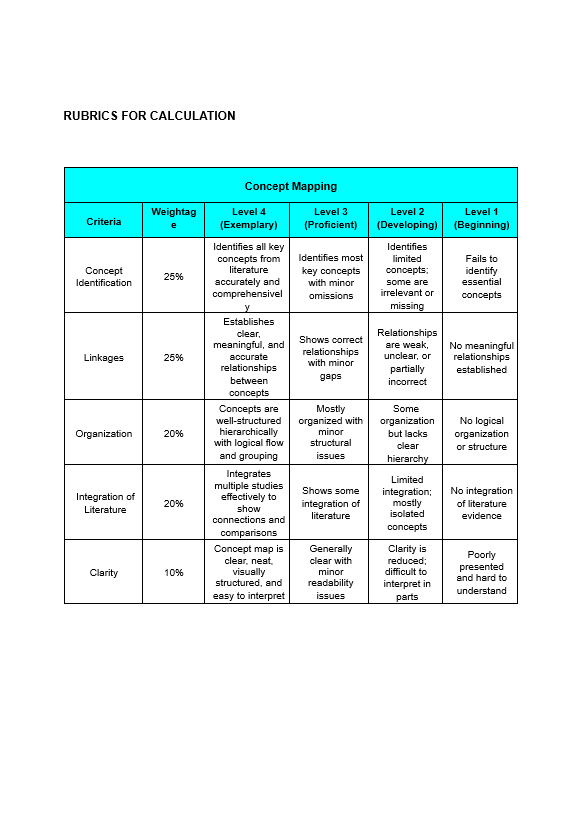 RUBRICS FOR CALCULATION
Concept Mapping
Criteria
Weightag
e
Level 4
(Exemplary)
Level 3
(Proficient)
Level 2
(Developing)
Level 1
(Beginning)
Concept
Identification
25%
Identifies all key
concepts from
literature
accurately and
comprehensivel
y
Identifies most
key concepts
with minor
omissions
Identifies
limited
concepts;
some are
irrelevant or
missing
Fails to
identify
essential
concepts
Linkages
25%
Establishes
clear,
meaningful, and
accurate
relationships
between
concepts
Shows correct
relationships
with minor
gaps
Relationships
are weak,
unclear, or
partially
incorrect
No meaningful
relationships
established
Organization
20%
Concepts are
well-structured
hierarchically
with logical flow
and grouping
Mostly
organized with
minor
structural
issues
Some
organization
but lacks
clear
hierarchy
No logical
organization
or structure
Integration of
Literature
20%
Integrates
multiple studies
effectively to
show
connections and
comparisons
Shows some
integration of
literature
Limited
integration;
mostly
isolated
concepts
No integration
of literature
evidence
Clarity
10%
Concept map is
clear, neat,
visually
structured, and
easy to interpret
Generally
clear with
minor
readability
issues
Clarity is
reduced;
difficult to
interpret in
parts
Poorly
presented
and hard to
understand